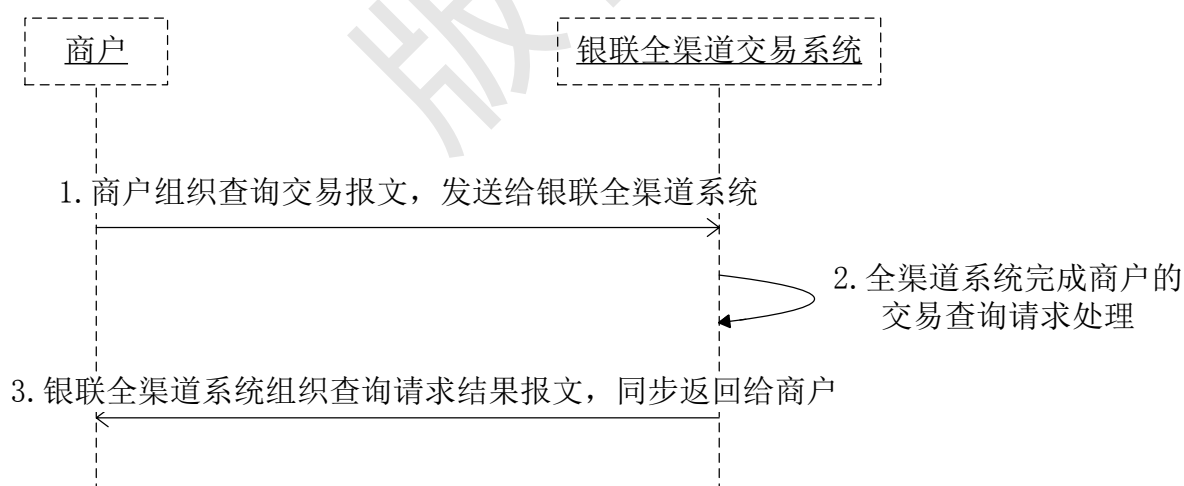 商户
银联全渠道交易系统
1.商户组织查询交易报文，发送给银联全渠道系统
2.全渠道系统完成商户的
交易查询请求处理
3.银联全渠道系统组织查询请求结果报文，同步返回给商户
版